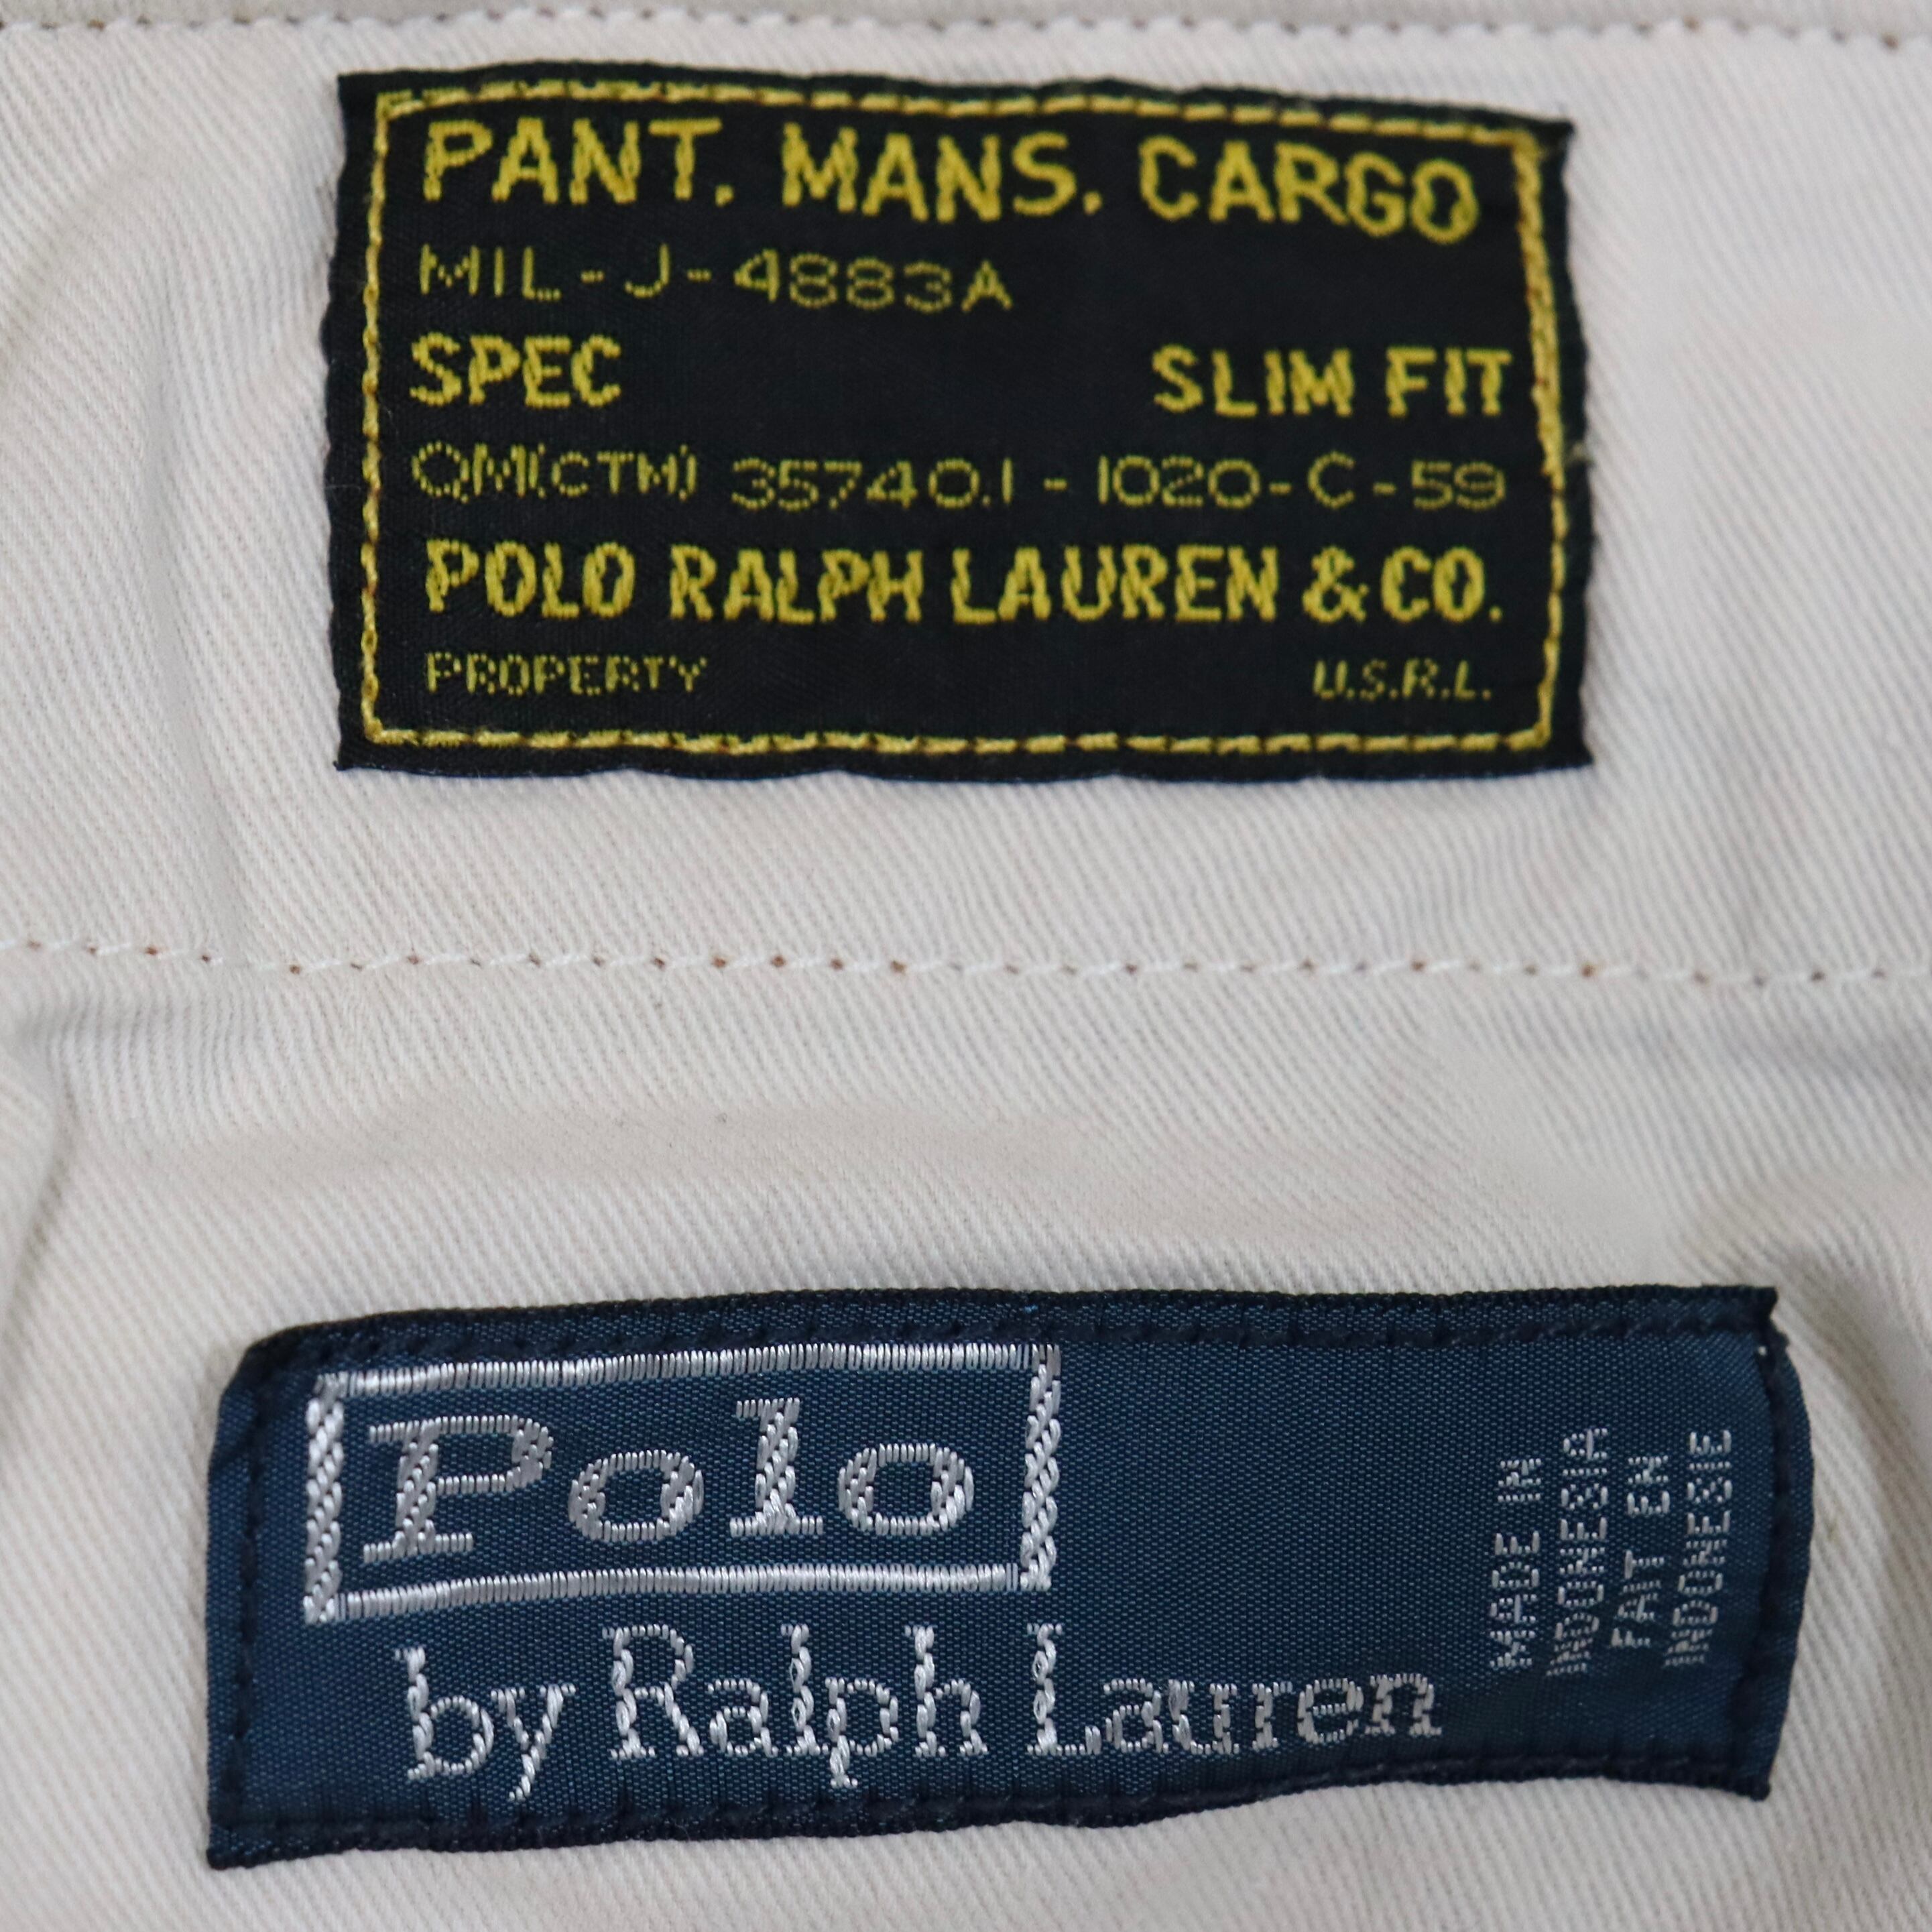 PANT. MANS. CARGO
MIL-J-4883A
SPEC SLIM FIT
QM(CTM) 35740.1-1020-C-59
POLO RALPH LAUREN & CO.
PROPERTY U.S.R.L.
Polo
by Ralph Lauren
MADE IN
INDONESIA
FAIT EN
INDONESIE